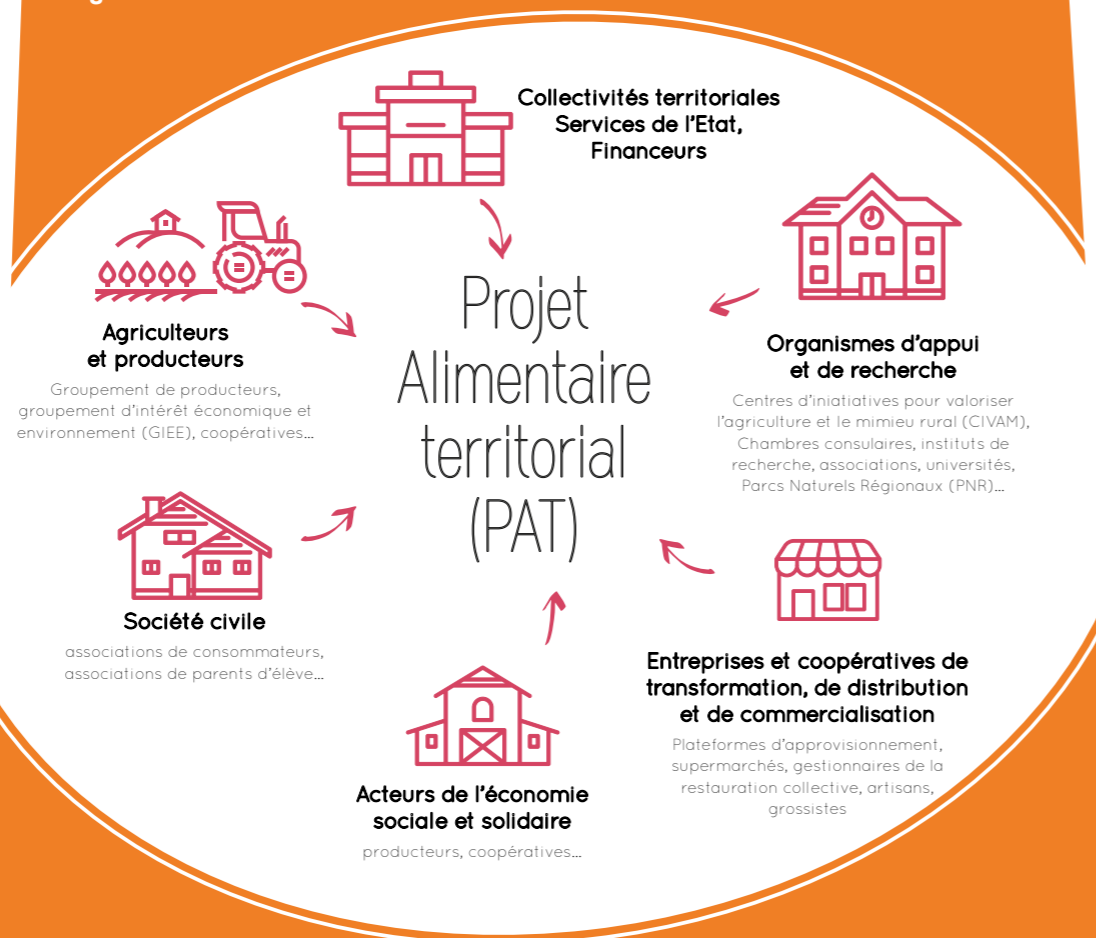 Collectivités territoriales
Services de l'Etat,
Financeurs
Organismes d'appui
et de recherche
Centres d'iniatiatives pour valoriser
l'agriculture et le mimieu rural (CIVAM),
Chambres consulaires, instituts de
recherche, associations, universités,
Parcs Naturels Régionaux (PNR)...
Entreprises et coopératives de
transformation, de distribution
et de commercialisation
Plateformes d'approvisionnement,
supermarchés, gestionnaires de la
restauration collective, artisans,
grossistes
Acteurs de l'économie
sociale et solidaire
producteurs, coopératives...
Société civile
associations de consommateurs,
associations de parents d'élève...
Agriculteurs
et producteurs
Groupement de producteurs,
groupement d'intérêt économique et
environnement (GIEE), coopératives...
Projet
Alimentaire
territorial
(PAT)